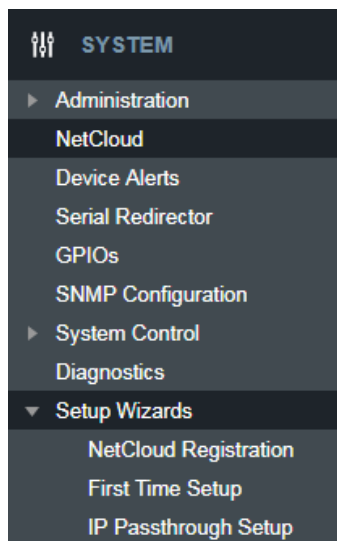 SYSTEM
Administration
NetCloud
Device Alerts
Serial Redirector
GPIOs
SNMP Configuration
System Control
Diagnostics
Setup Wizards
NetCloud Registration
First Time Setup
IP Passthrough Setup